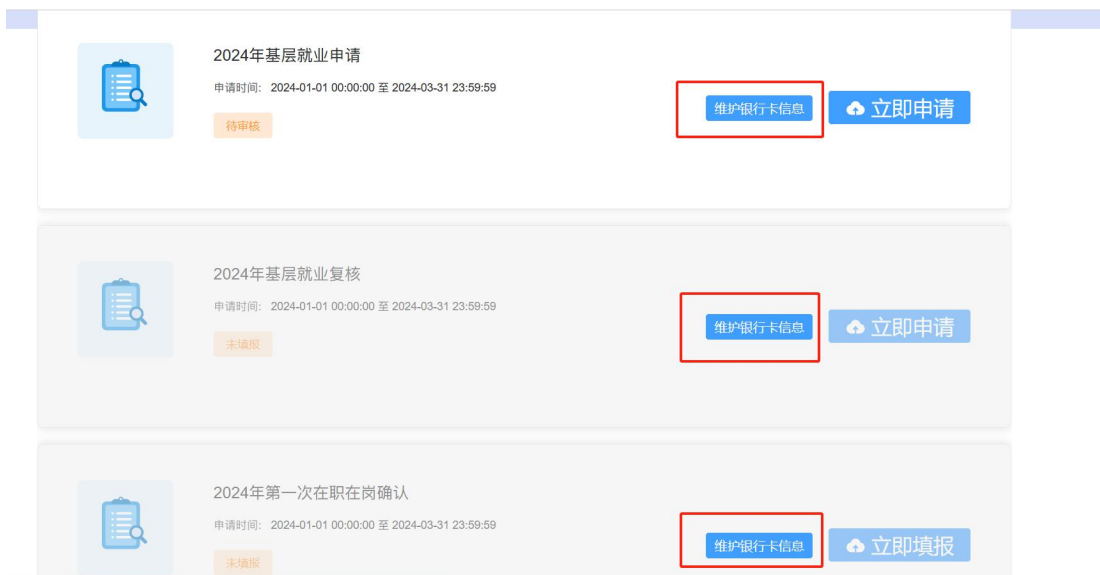 2024年基层就业申请
申请时间： 2024-01-01 00:00:00 至 2024-03-31 23:59:59
待审核
维护银行卡信息
立即申请
2024年基层就业复核
申请时间： 2024-01-01 00:00:00 至 2024-03-31 23:59:59
未填报
维护银行卡信息
立即申请
2024年第一次在职在岗确认
申请时间： 2024-01-01 00:00:00 至 2024-03-31 23:59:59
未填报
维护银行卡信息
立即填报